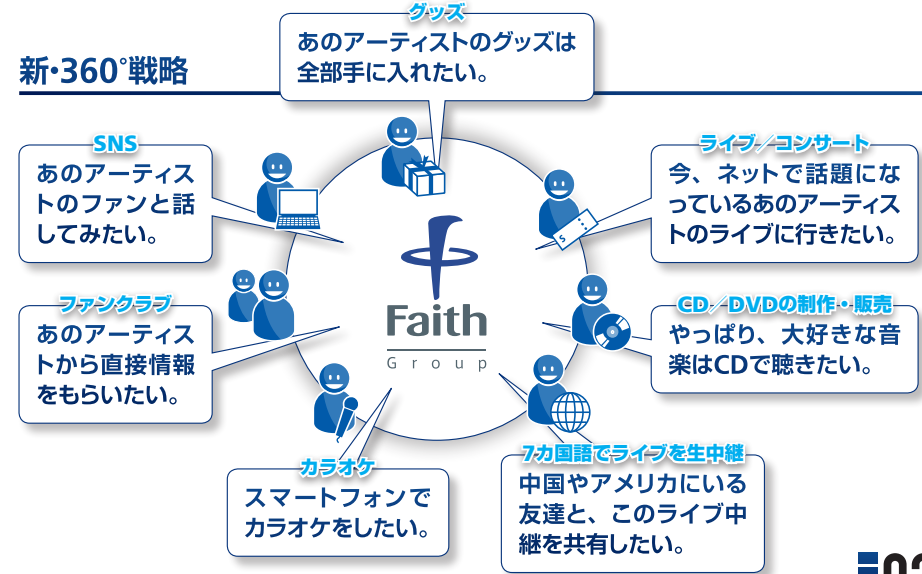 新・360°戦略
グッズ
あのアーティストのグッズは
全部手に入れたい。
SNS
あのアーティス
トのファンと話
してみたい。
ライブ／コンサート
今、ネットで話題にな
っているあのアーティス
トのライブに行きたい。
ファンクラブ
あのアーティス
トから直接情報
をもらいたい。
Faith
Group
CD／DVDの制作・販売
やっぱり、大好きな音
楽はCDで聴きたい。
カラオケ
スマートフォンで
カラオケをしたい。
7カ国語でライブを生中継
中国やアメリカにいる
友達と、このライブ中
継を共有したい。